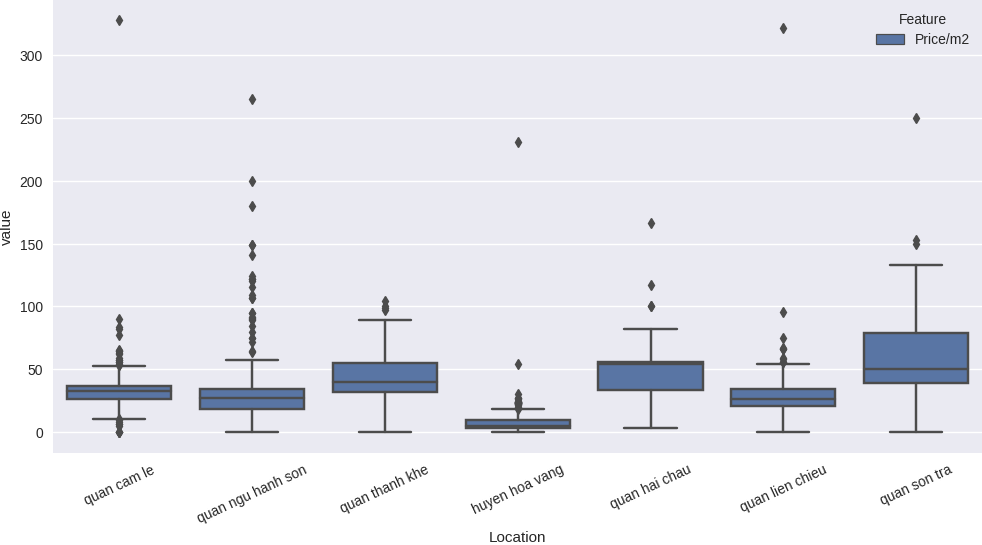 Feature
Price/m2
300
250
200
150
100
50
0
value
quan cam le
quan ngu hanh son
quan thanh khe
huyen hoa vang
quan hai chau
quan lien chieu
quan son tra
Location